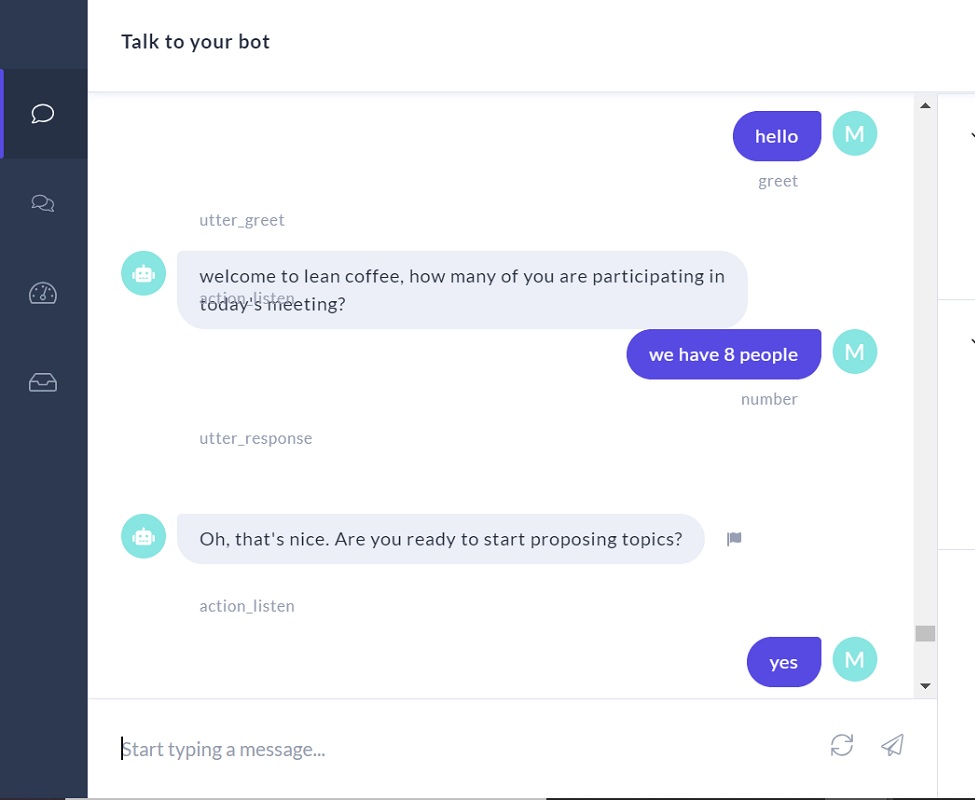 Talk to your bot
hello
M
greet
utter_greet
welcome to lean coffee, how many of you are participating in
action_listen
today's meeting?
we have 8 people
M
number
utter_response
Oh, that's nice. Are you ready to start proposing topics?
action_listen
yes
M
Start typing a message...